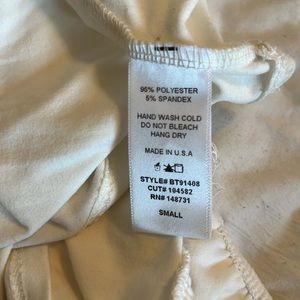 95% POLYESTER
5% SPANDEX
HAND WASH COLD
DO NOT BLEACH
HANG DRY
MADE IN U.S.A
STYLE# BT91408
CUT# 104582
RN# 148731
SMALL